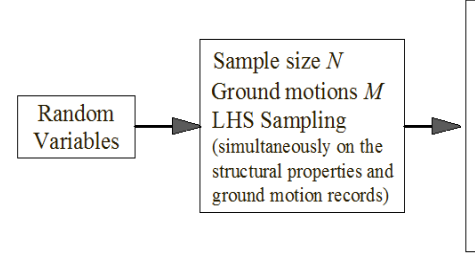 Random
Variables
Sample size N
Ground motions M
LHS Sampling
(simultaneously on the
structural properties and
ground motion records)